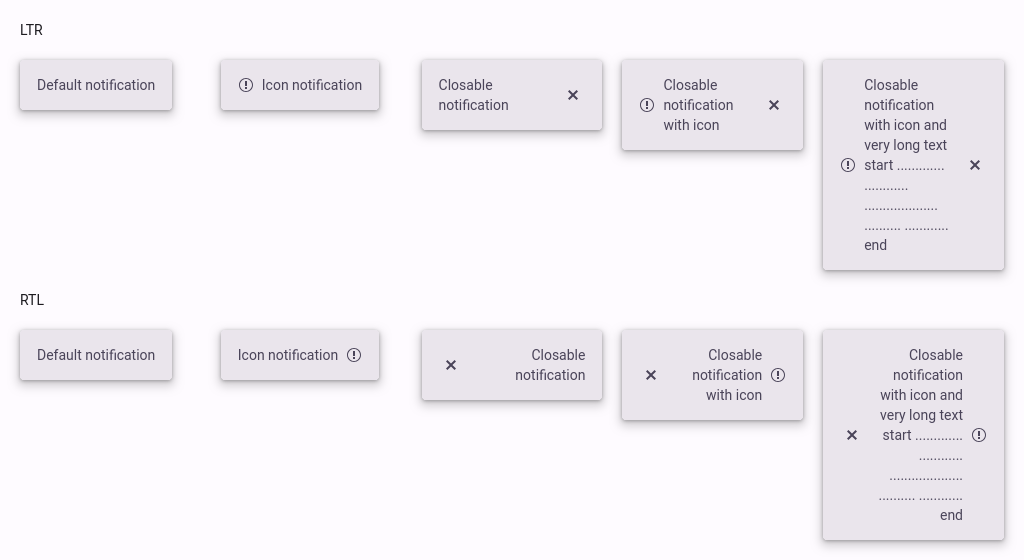 LTR
Default notification
Icon notification
Closable
notification
Closable
notification
with icon
Closable
notification
with icon and
very long text
start .............
............
....................
.......... ............
end
RTL
Default notification
Icon notification
Closable
notification
Closable
notification
with icon
Closable
notification
with icon and
very long text
start .............
............
....................
.......... ............
end